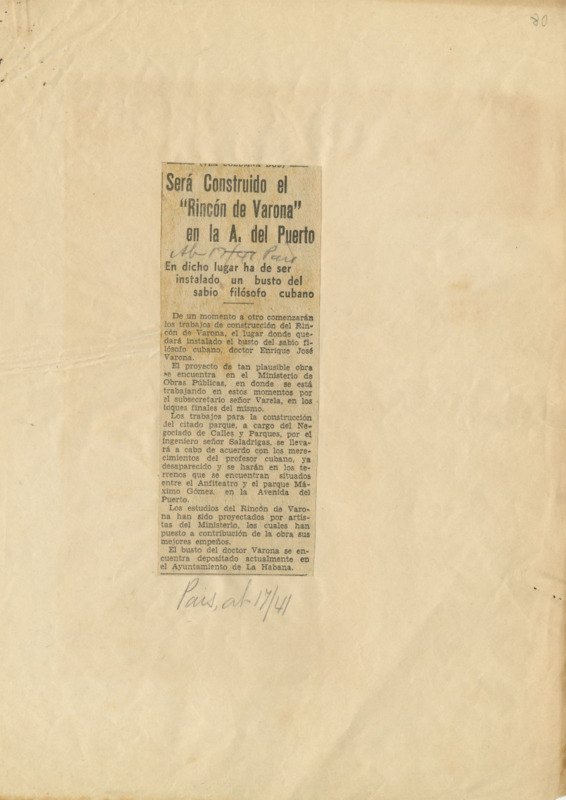 80
Será Construido el
"Rincón de Varona"
en la A. del Puerto
Ab 17/41 País
En dicho lugar ha de ser
instalado un busto del
sabio filósofo cubano
De un momento a otro comenzarán
los trabajos de construcción del Rin-
cón de Varona, el lugar donde que-
dará instalado el busto del sabio fi-
lósofo cubano, doctor Enrique José
Varona.
El proyecto de tan plausible obra
se encuentra en el Ministerio de
Obras Públicas, en donde se está
trabajando en estos momentos por
el subsecretario señor Varela, en los
toques finales del mismo.
Los trabajos para la construcción
del citado parque, a cargo del Ne-
gociado de Calles y Parques, por el
ingeniero señor Saladrigas, se lleva-
rá a cabo de acuerdo con los mere-
cimientos del profesor cubano, ya
desaparecido y se harán en los te-
rrenos que se encuentran situados
entre el Anfiteatro y el parque Má-
ximo Gómez, en la Avenida del
Puerto.
Los estudios del Rincón de Varo-
na han sido proyectados por artis-
tas del Ministerio, los cuales han
puesto a contribución de la obra sus
mejores empeños.
El busto del doctor Varona se en-
cuentra depositado actualmente en
el Ayuntamiento de La Habana.
País, ab 17/41